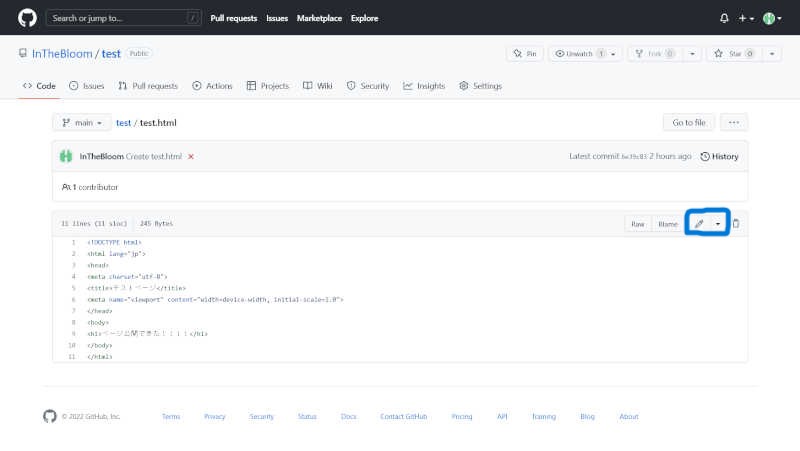 Search or jump to... / Pull requests Issues Marketplace Explore
InTheBloom / test Public
Pin Unwatch 1 Fork 0 Star 0
Code Issues Pull requests Actions Projects Wiki Security Insights Settings
main test / test.html Go to file ...
InTheBloom Create test.html Latest commit 2 hours ago History
1 contributor
11 lines (11 sloc) 245 Bytes Raw Blame
1 <!DOCTYPE html>
2 <html lang="jp">
3 <head>
4 <meta charset="utf-8">
5 <title>テストページ</title>
6 <meta name="viewport" content="width=device-width, initial-scale=1.0">
7 </head>
8 <body>
9 <h1>ページ公開できた！！！！</h1>
10 </body>
11 </html>
© 2022 GitHub, Inc. Terms Privacy Security Status Docs Contact GitHub Pricing API Training Blog About